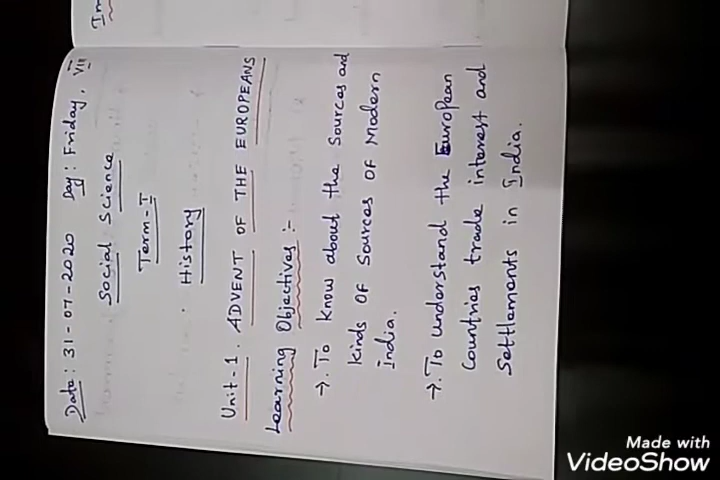 Im
Date: 31-07-2020 Day: Friday, VIII
Social Science
Term-I
History
Unit-1. ADVENT OF THE EUROPEANS
Learning Objectives :-
→. To Know about the Sources and
Kinds OF Sources OF Modern
India.
→. To understand the European
Countries trade interest and
Settlements in India.
Made with
VideoShow